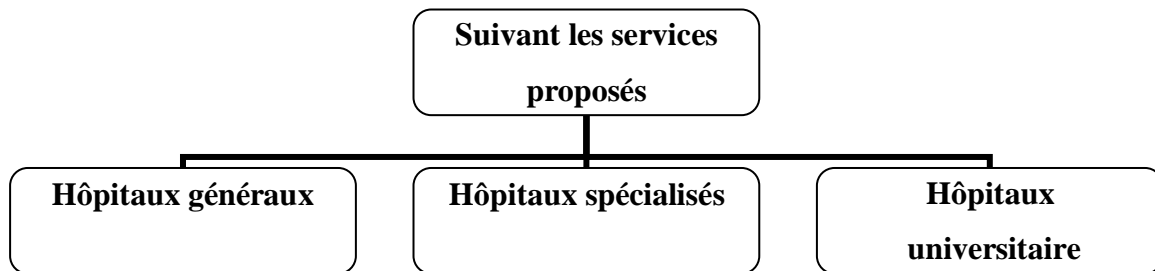 Suivant les services
proposés
Hôpitaux généraux
Hôpitaux spécialisés
Hôpitaux
universitaire